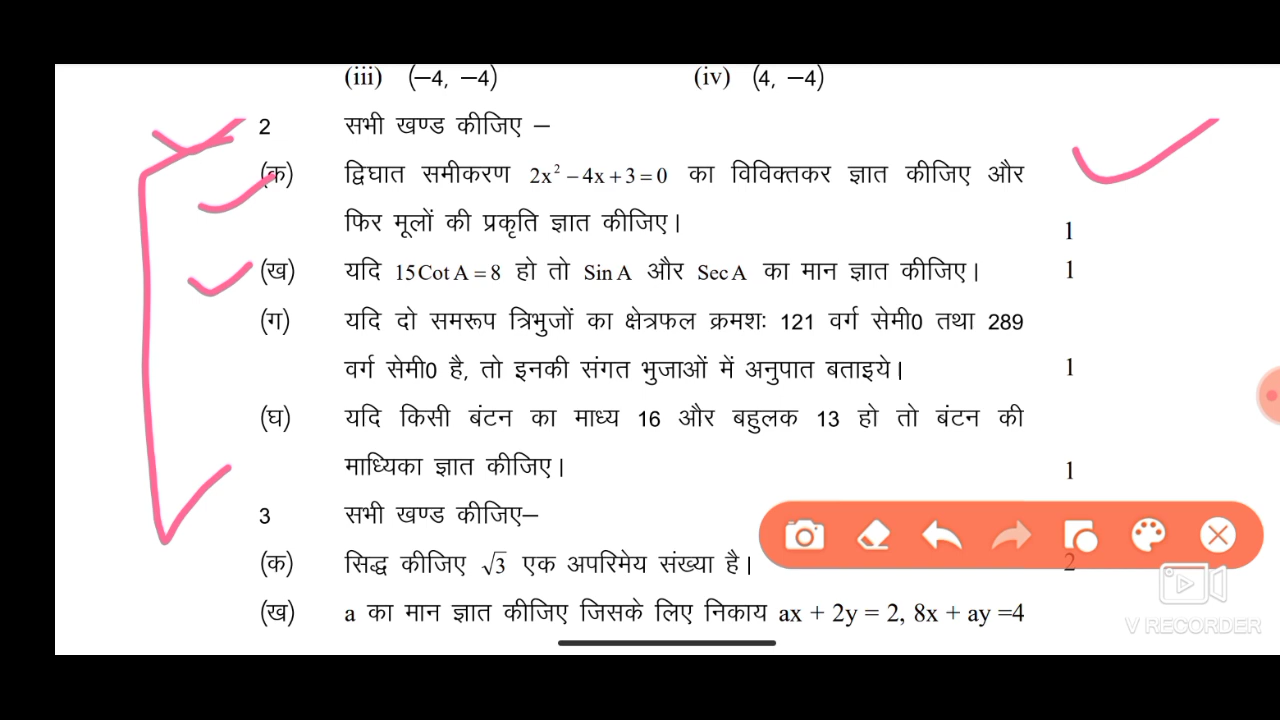 (iii) (−4, −4) (iv) (4, −4)
2 सभी खण्ड कीजिए –
(क) द्विघात समीकरण 2x² − 4x + 3 = 0 का विविक्तकर ज्ञात कीजिए और
फिर मूलों की प्रकृति ज्ञात कीजिए। 1
(ख) यदि 15 Cot A = 8 हो तो Sin A और Sec A का मान ज्ञात कीजिए। 1
(ग) यदि दो समरूप त्रिभुजों का क्षेत्रफल क्रमशः 121 वर्ग सेमी0 तथा 289
वर्ग सेमी0 है, तो इनकी संगत भुजाओं में अनुपात बताइये। 1
(घ) यदि किसी बंटन का माध्य 16 और बहुलक 13 हो तो बंटन की
माध्यिका ज्ञात कीजिए। 1
3 सभी खण्ड कीजिए–
(क) सिद्ध कीजिए √3 एक अपरिमेय संख्या है। 2
(ख) a का मान ज्ञात कीजिए जिसके लिए निकाय ax + 2y = 2, 8x + ay =4
V RECORDER